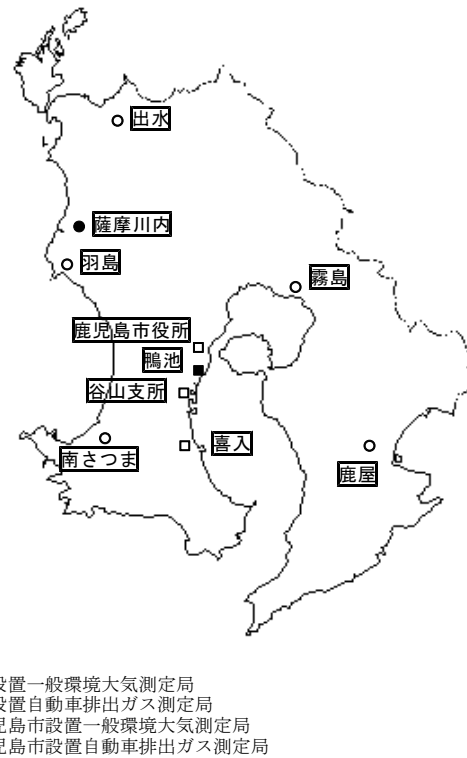 出水
薩摩川内
羽島
霧島
鹿児島市役所
鴨池
谷山支所
南さつま
喜入
鹿屋
設置一般環境大気測定局
設置自動車排出ガス測定局
児島市設置一般環境大気測定局
児島市設置自動車排出ガス測定局